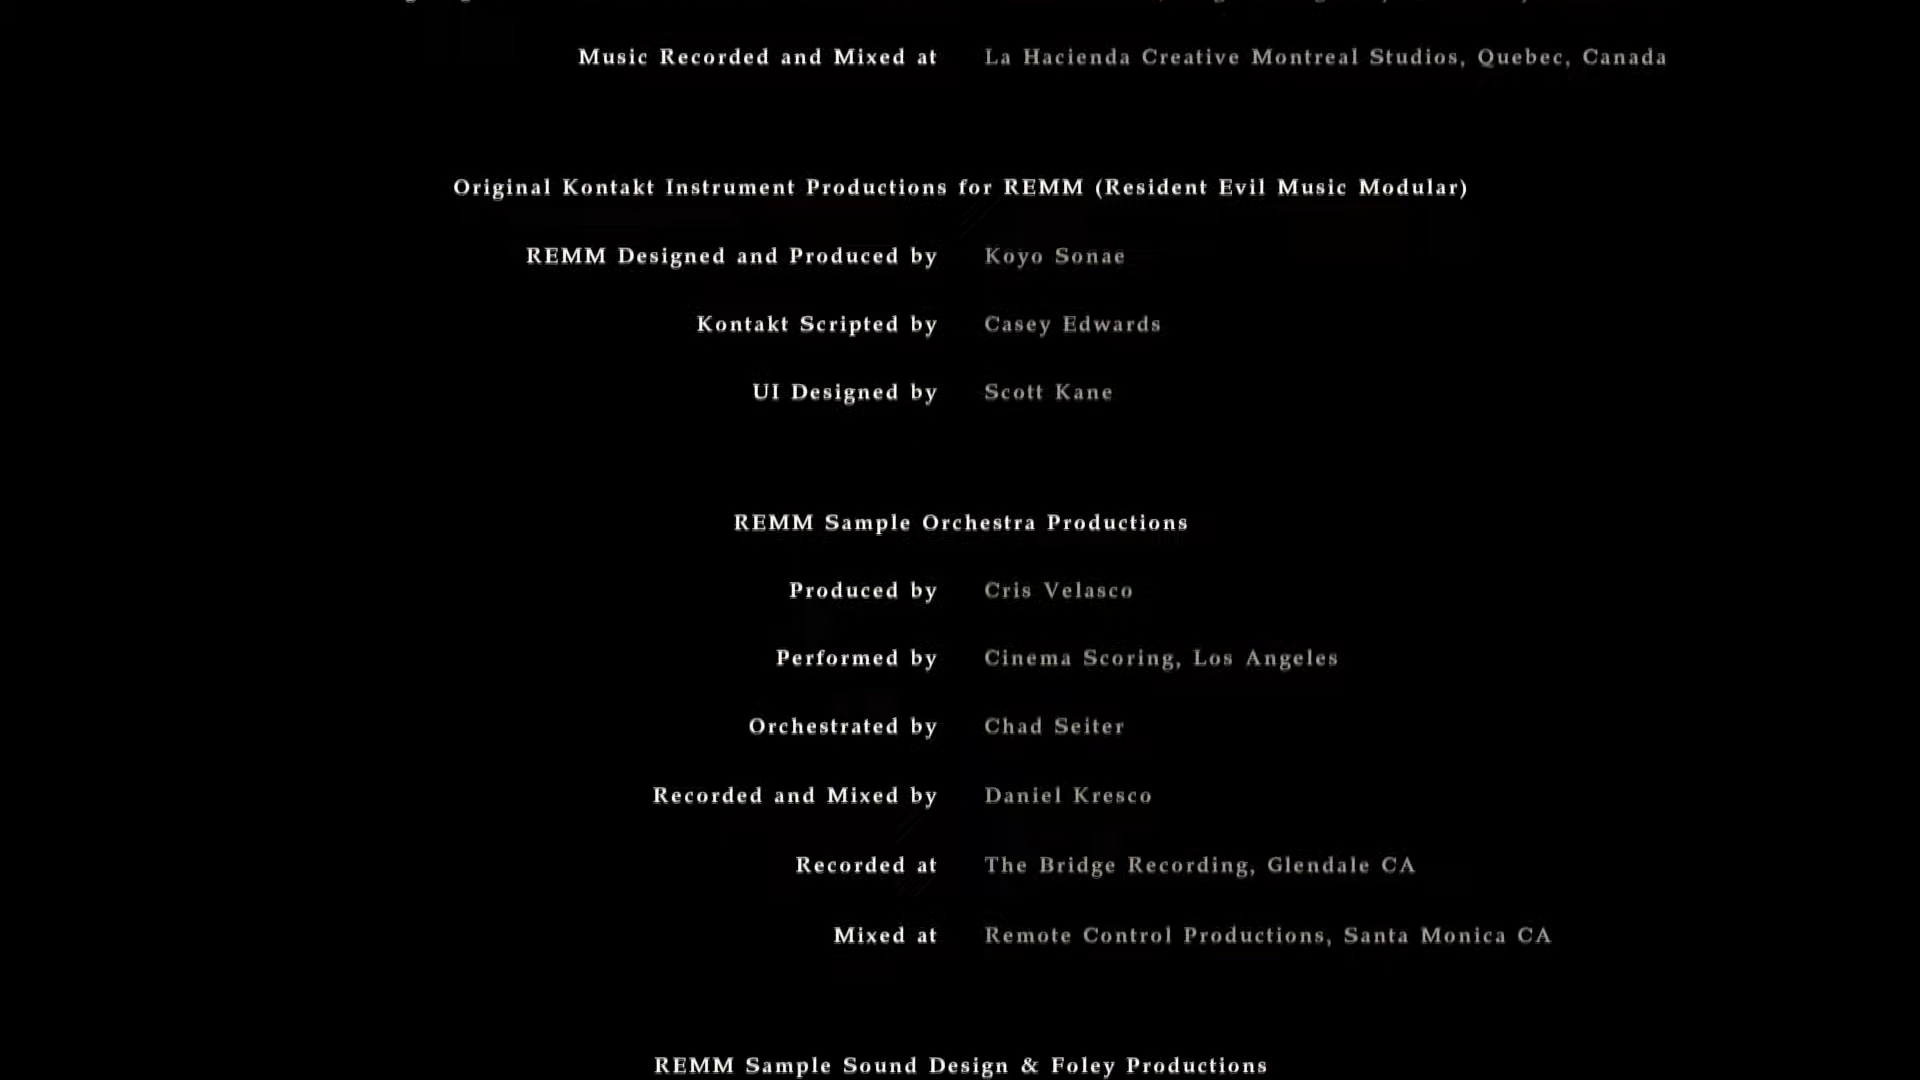 Music Recorded and Mixed at La Hacienda Creative Montreal Studios, Quebec, Canada
Original Kontakt Instrument Productions for REMM (Resident Evil Music Modular)
REMM Designed and Produced by Koyo Sonae
Kontakt Scripted by Casey Edwards
UI Designed by Scott Kane
REMM Sample Orchestra Productions
Produced by Cris Velasco
Performed by Cinema Scoring, Los Angeles
Orchestrated by Chad Seiter
Recorded and Mixed by Daniel Kresco
Recorded at The Bridge Recording, Glendale CA
Mixed at Remote Control Productions, Santa Monica CA
REMM Sample Sound Design & Foley Productions